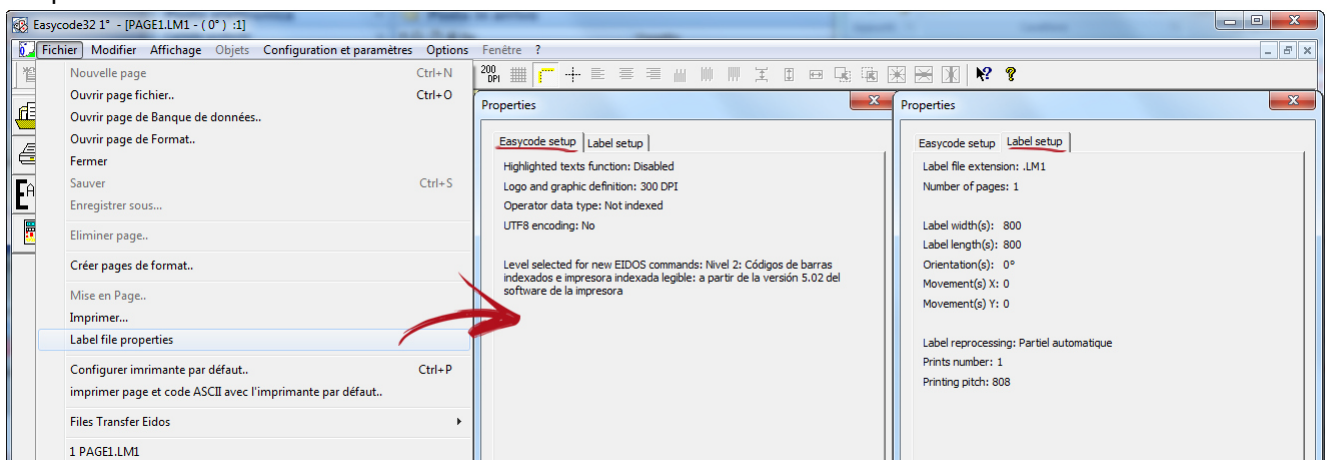 Easycode32 1° - [PAGE1.LM1 - ( 0° ) :1]
Fichier Modifier Affichage Objets Configuration et paramètres Options Fenêtre ?
Nouvelle page Ctrl+N
Ouvrir page fichier.. Ctrl+O
Ouvrir page de Banque de données..
Ouvrir page de Format..
Fermer
Sauver Ctrl+S
Enregistrer sous...
Eliminer page..
Créer pages de format..
Mise en Page..
Imprimer...
Label file properties
Configurer imrimante par défaut.. Ctrl+P
imprimer page et code ASCII avec l'imprimante par défaut..
Files Transfer Eidos
1 PAGE1.LM1
200
DPI
Properties
Easycode setup Label setup
Highlighted texts function: Disabled
Logo and graphic definition: 300 DPI
Operator data type: Not indexed
UTF8 encoding: No
Level selected for new EIDOS commands: Nivel 2: Códigos de barras
indexados e impresora indexada legible: a partir de la versión 5.02 del
software de la impresora
Properties
Easycode setup Label setup
Label file extension: .LM1
Number of pages: 1
Label width(s): 800
Label length(s): 800
Orientation(s): 0°
Movement(s) X: 0
Movement(s) Y: 0
Label reprocessing: Partiel automatique
Prints number: 1
Printing pitch: 808